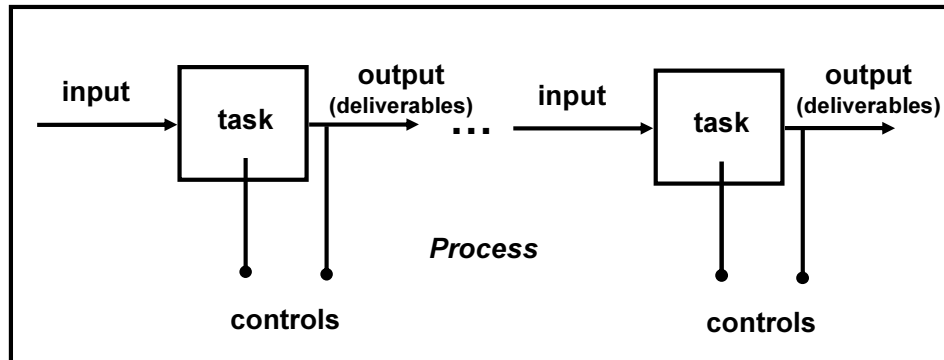 input
task
output
(deliverables)
...
input
task
output
(deliverables)
Process
controls
controls